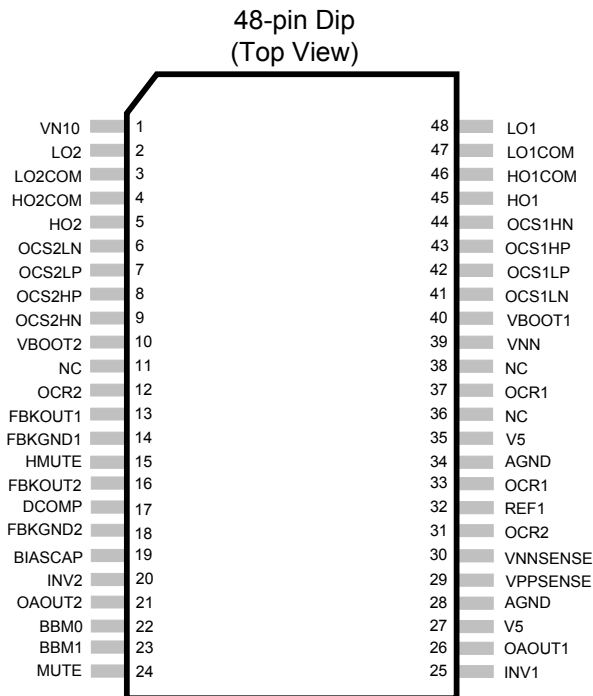 48-pin Dip
(Top View)
VN10 1 48 LO1
LO2 2 47 LO1COM
LO2COM 3 46 HO1COM
HO2COM 4 45 HO1
HO2 5 44 OCS1HN
OCS2LN 6 43 OCS1HP
OCS2LP 7 42 OCS1LP
OCS2HP 8 41 OCS1LN
OCS2HN 9 40 VBOOT1
VBOOT2 10 39 VNN
NC 11 38 NC
OCR2 12 37 OCR1
FBKOUT1 13 36 NC
FBKGND1 14 35 V5
HMUTE 15 34 AGND
FBKOUT2 16 33 OCR1
DCOMP 17 32 REF1
FBKGND2 18 31 OCR2
BIASCAP 19 30 VNNSENSE
INV2 20 29 VPPSENSE
OAOUT2 21 28 AGND
BBM0 22 27 V5
BBM1 23 26 OAOUT1
MUTE 24 25 INV1